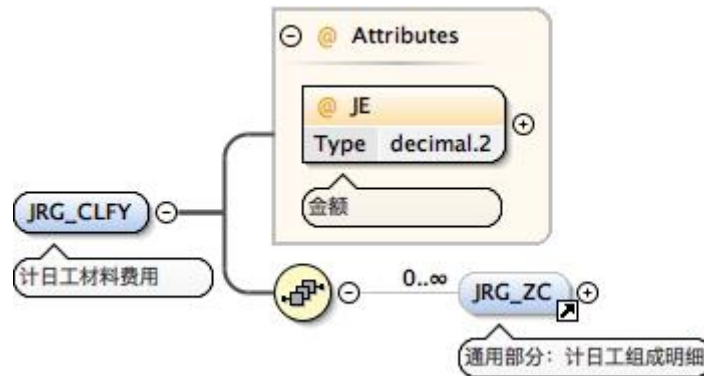 @ Attributes
@ JE
Type decimal.2
金额
JRG_CLFY
计日工材料费用
0..∞
JRG_ZC
通用部分：计日工组成明细